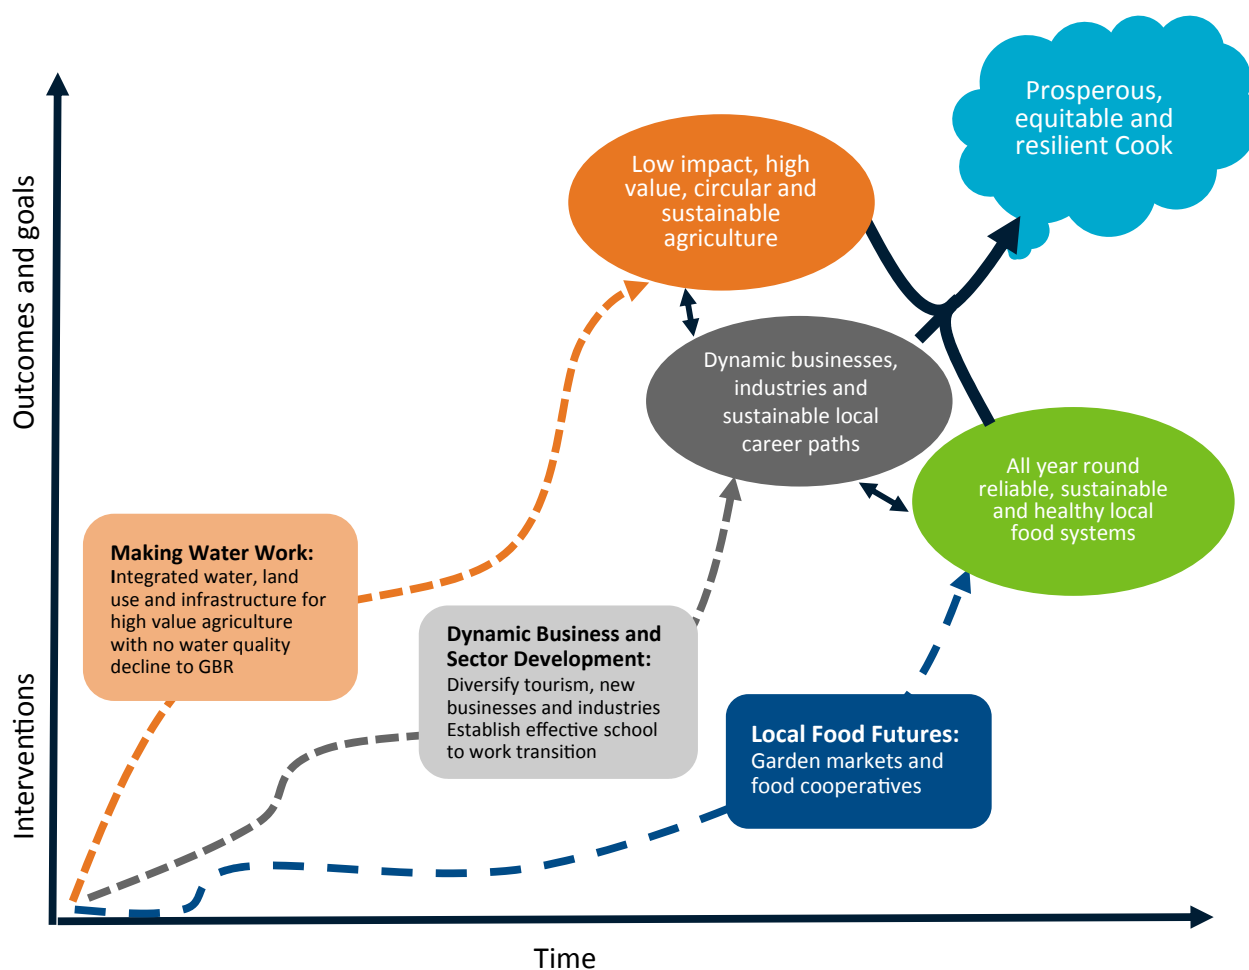 Prosperous,
equitable and
resilient Cook
Low impact, high
value, circular and
sustainable
agriculture
Dynamic businesses,
industries and
sustainable local
career paths
All year round
reliable, sustainable
and healthy local
food systems
Making Water Work:
Integrated water, land
use and infrastructure for
high value agriculture
with no water quality
decline to GBR
Dynamic Business and
Sector Development:
Diversify tourism, new
businesses and industries
Establish effective school
to work transition
Local Food Futures:
Garden markets and
food cooperatives
Outcomes and goals
Interventions
Time